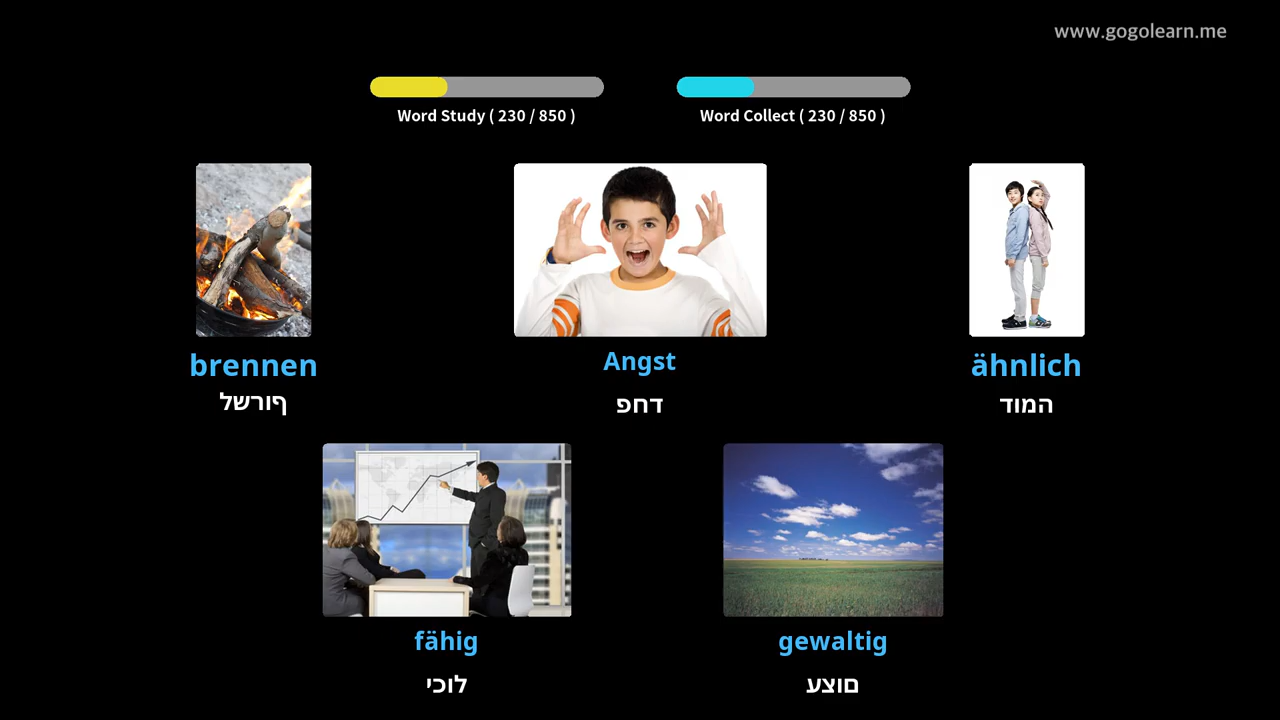 www.gogolearn.me
Word Study ( 230 / 850 )
Word Collect ( 230 / 850 )
brennen
ףורשל
Angst
דחפ
ähnlich
המוד
fähig
לוכי
gewaltig
םוצע